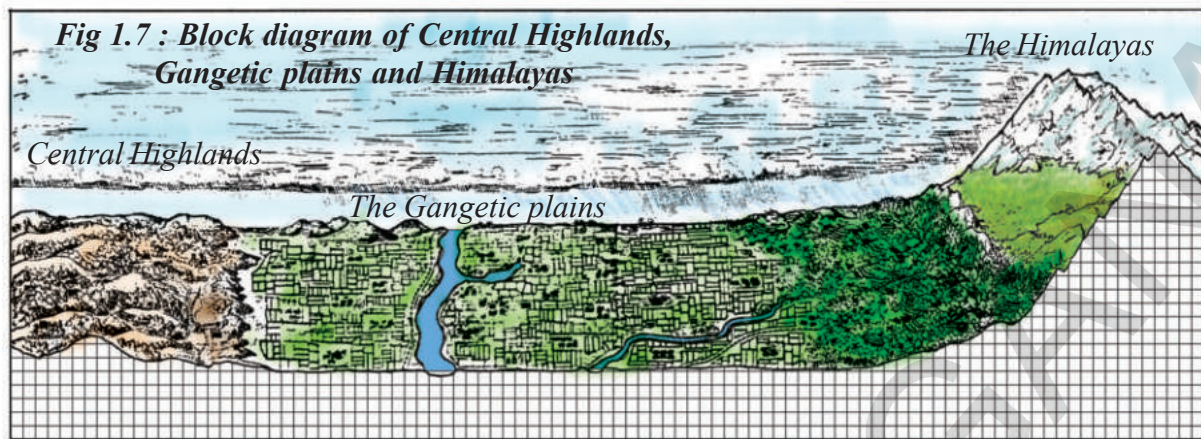 Fig 1.7 : Block diagram of Central Highlands,
Gangetic plains and Himalayas
The Himalayas
Central Highlands
The Gangetic plains